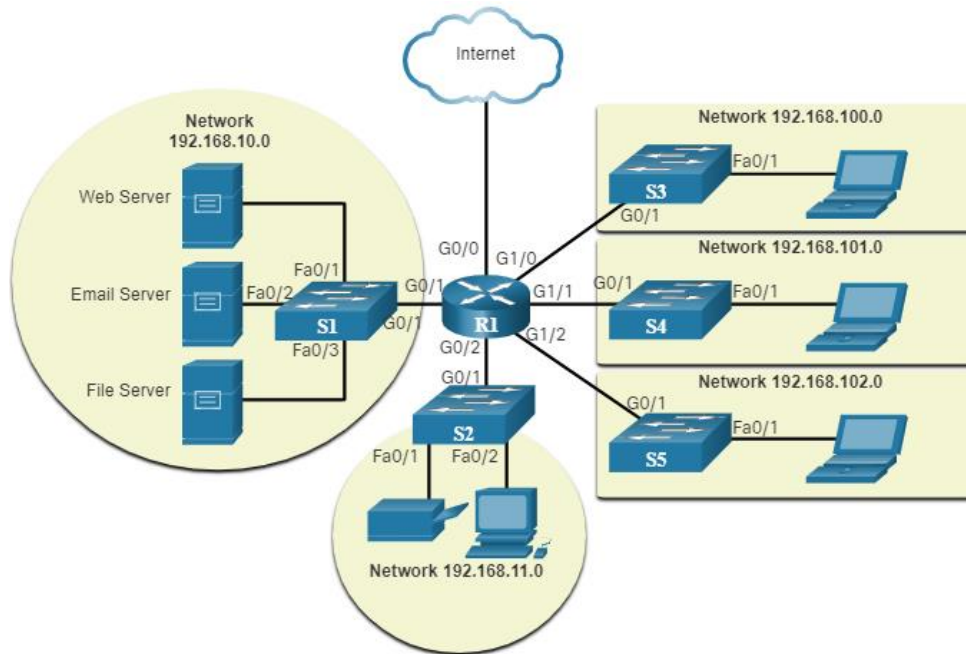 Internet
Network
192.168.10.0
Web Server
Email Server
File Server
Fa0/1
Fa0/2
Fa0/3
S1
G0/1
G0/1
G0/0
G1/0
G1/1
G1/2
G0/2
R1
G0/1
S2
Fa0/1
Fa0/2
Network 192.168.11.0
Network 192.168.100.0
S3
G0/1
Fa0/1
Network 192.168.101.0
G0/1
S4
Fa0/1
Network 192.168.102.0
G0/1
S5
Fa0/1